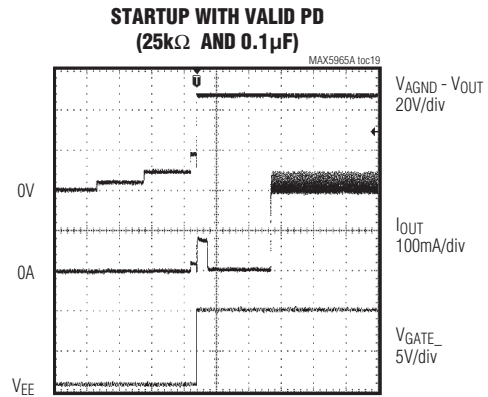 STARTUP WITH VALID PD
(25kΩ AND 0.1µF)
MAX5965A toc19
VAGND - VOUT
20V/div
0V
IOUT
100mA/div
0A
VGATE_
5V/div
VEE